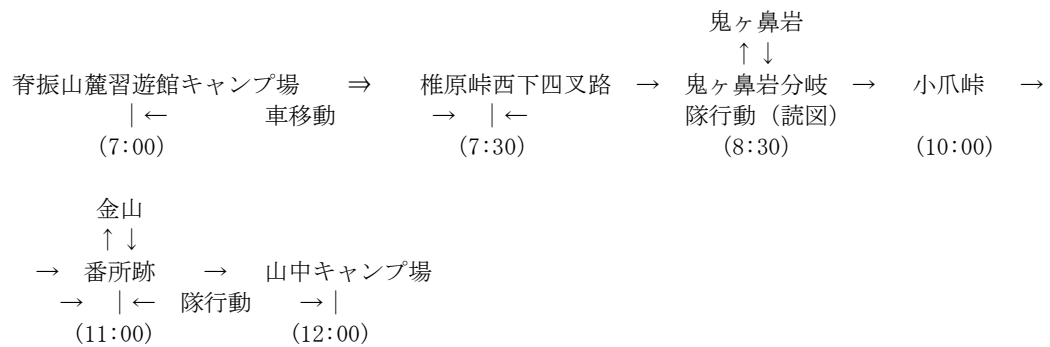 鬼ヶ鼻岩
↑ ↓
脊振山麓習遊館キャンプ場 ⇒ 椎原峠西下四叉路 → 鬼ヶ鼻岩分岐 → 小爪峠 →
|← 車移動 → |← 隊行動（読図）
(7:00) (7:30) (8:30) (10:00)
金山
↑ ↓
→ 番所跡 → 山中キャンプ場
→ |← 隊行動 →|
(11:00) (12:00)